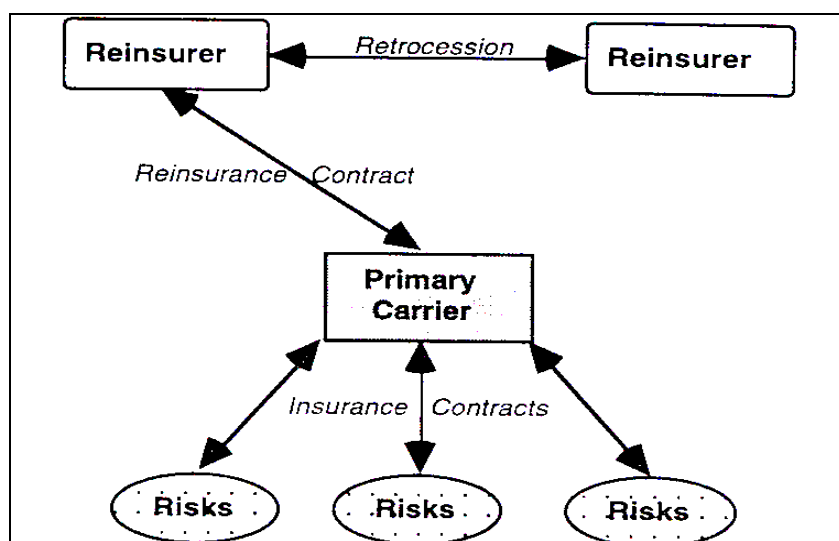 Reinsurer
Retrocession
Reinsurer
Reinsurance Contract
Primary
Carrier
Insurance Contracts
Risks
Risks
Risks